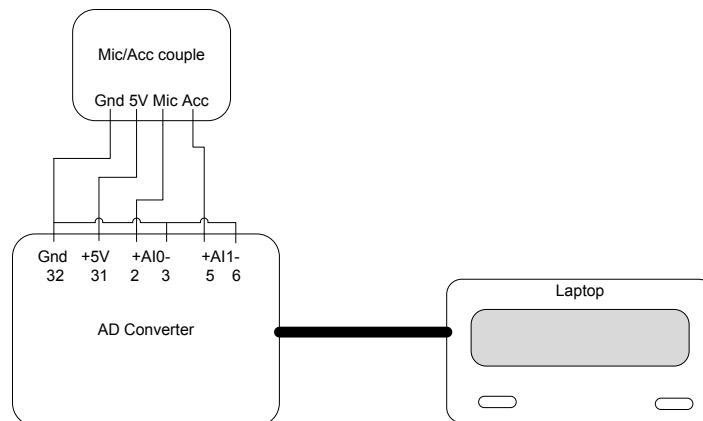 Mic/Acc couple
Gnd 5V Mic Acc
Gnd +5V +AI0- +AI1-
32 31 2 3 5 6
Laptop
AD Converter